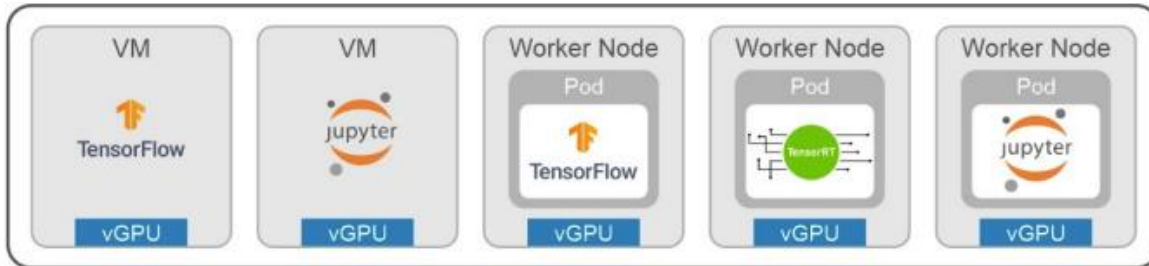 VM
TensorFlow
vGPU
VM
jupyter
vGPU
Worker Node
Pod
TensorFlow
vGPU
Worker Node
Pod
TensorRT
vGPU
Worker Node
Pod
jupyter
vGPU